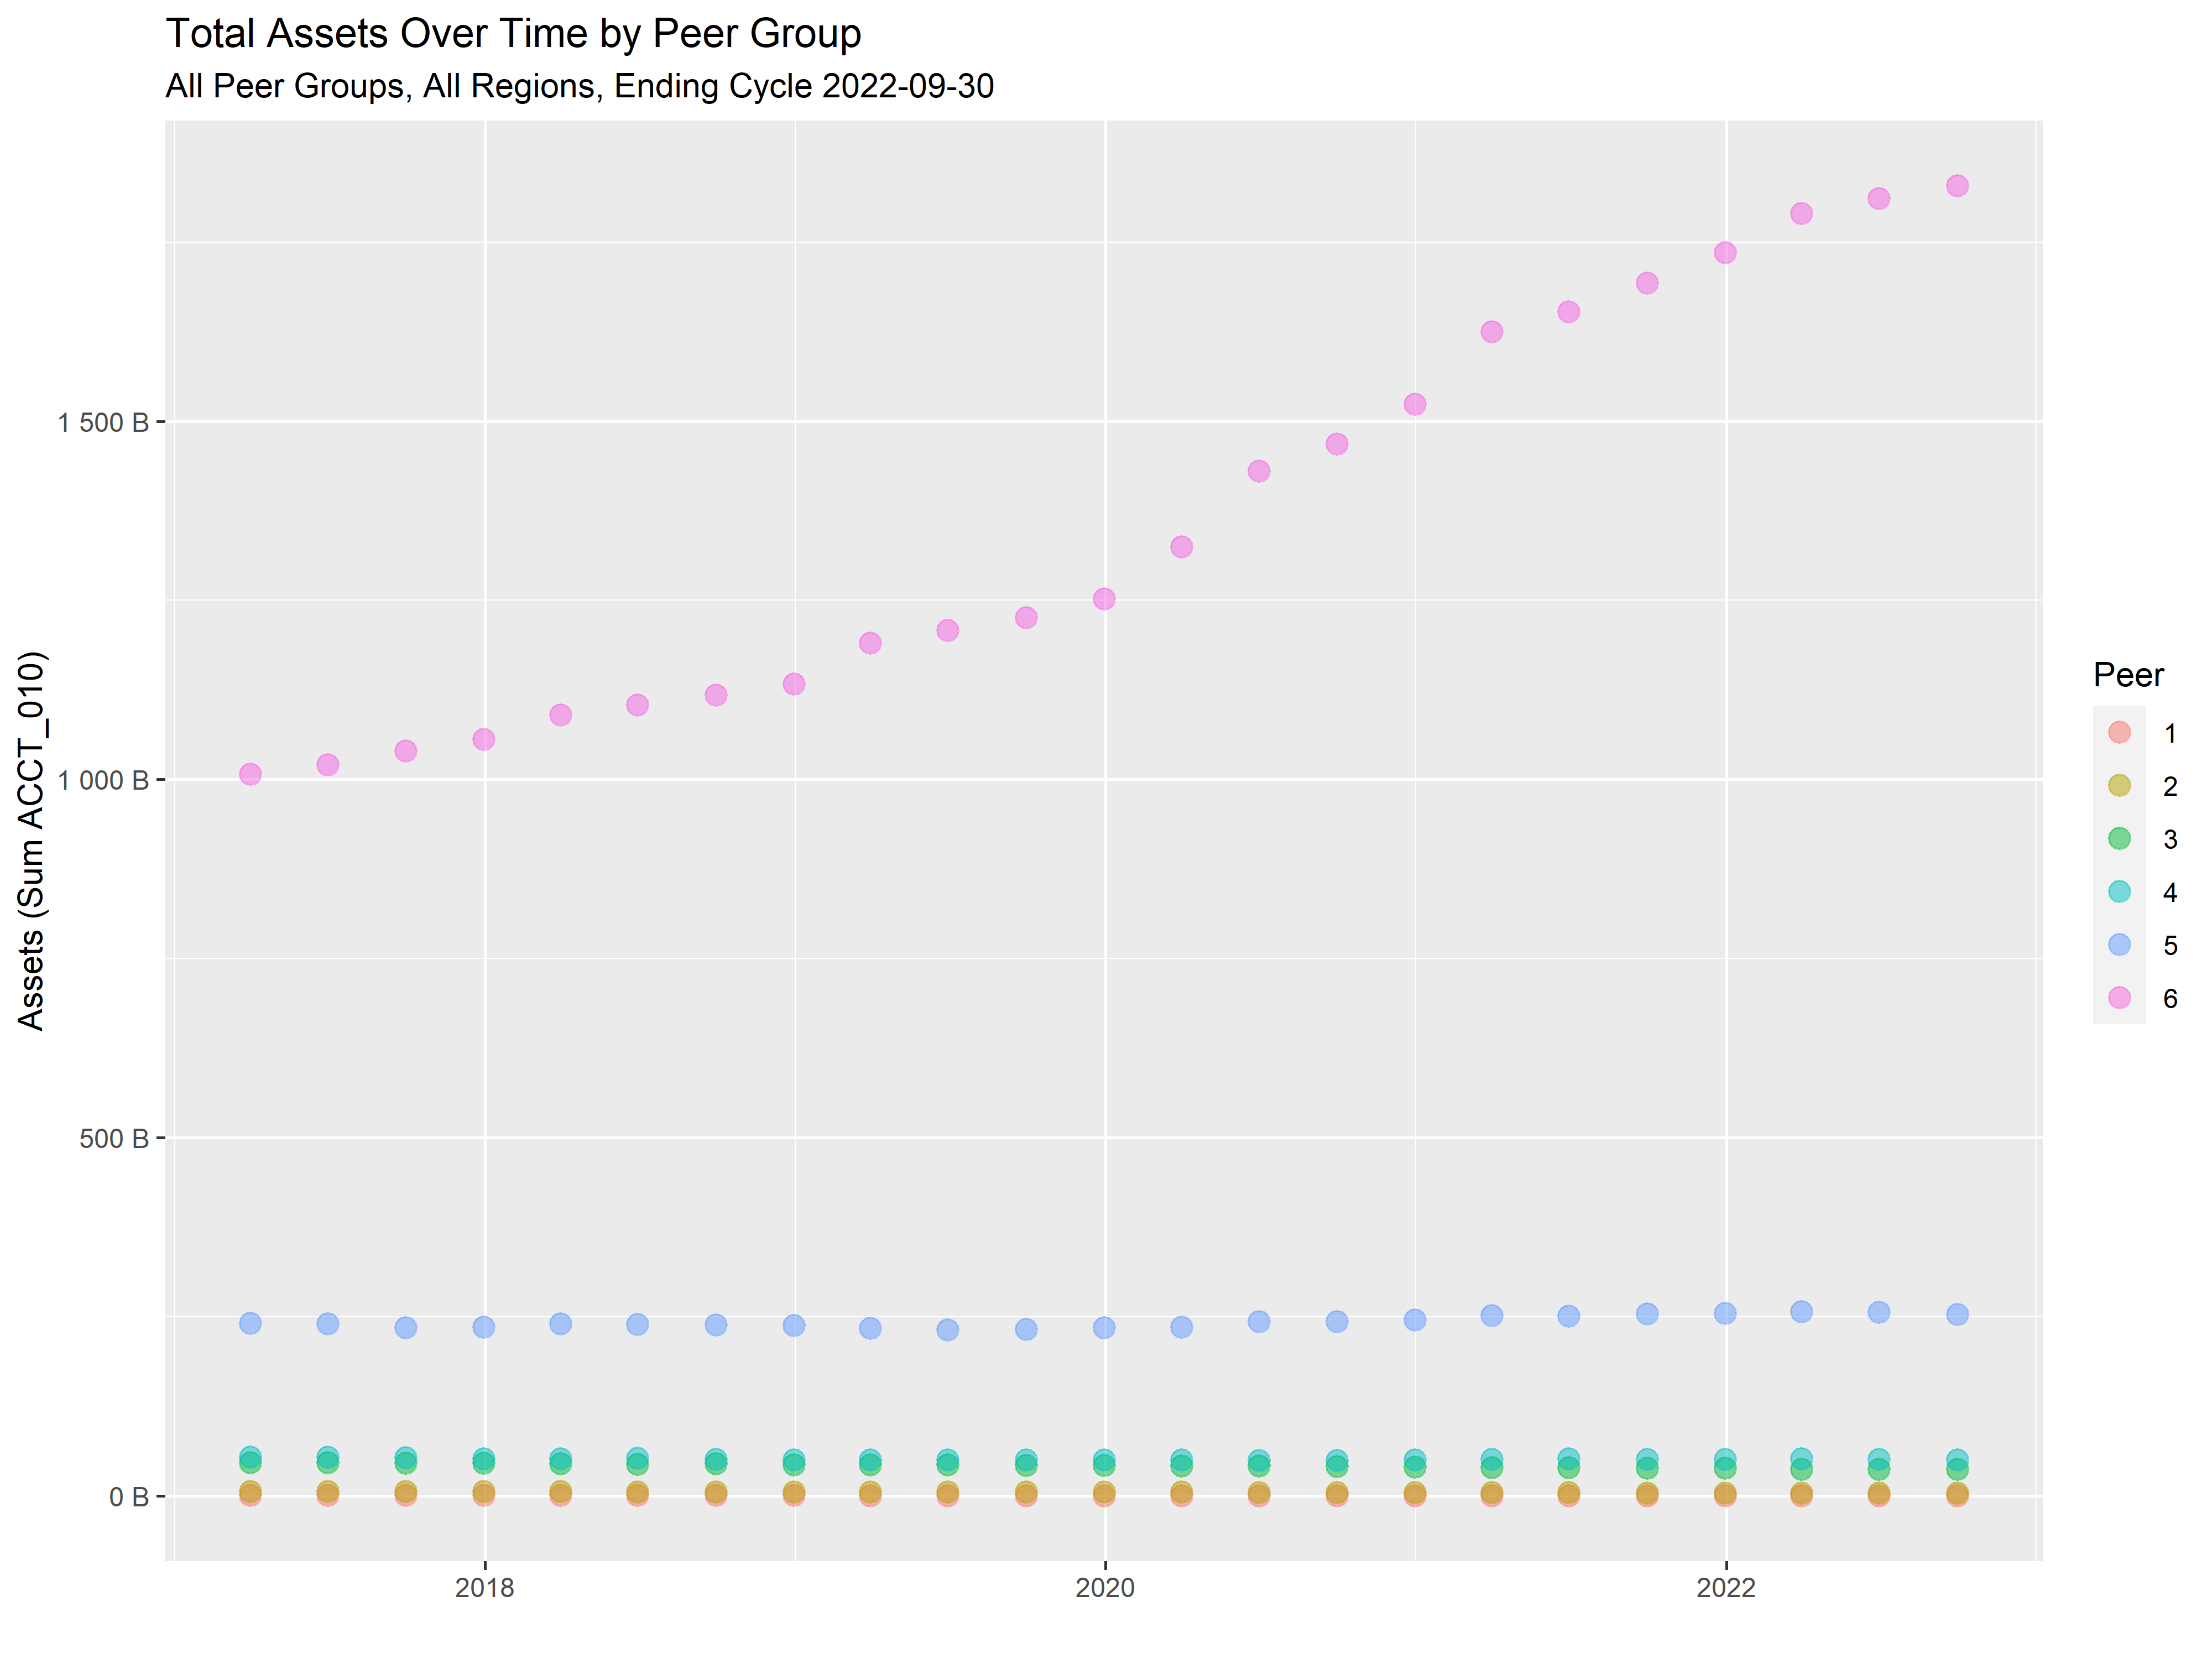 Total Assets Over Time by Peer Group
All Peer Groups, All Regions, Ending Cycle 2022-09-30
Assets (Sum ACCT_010)
1 500 B
1 000 B
500 B
0 B
2018
2020
2022
Peer
1
2
3
4
5
6